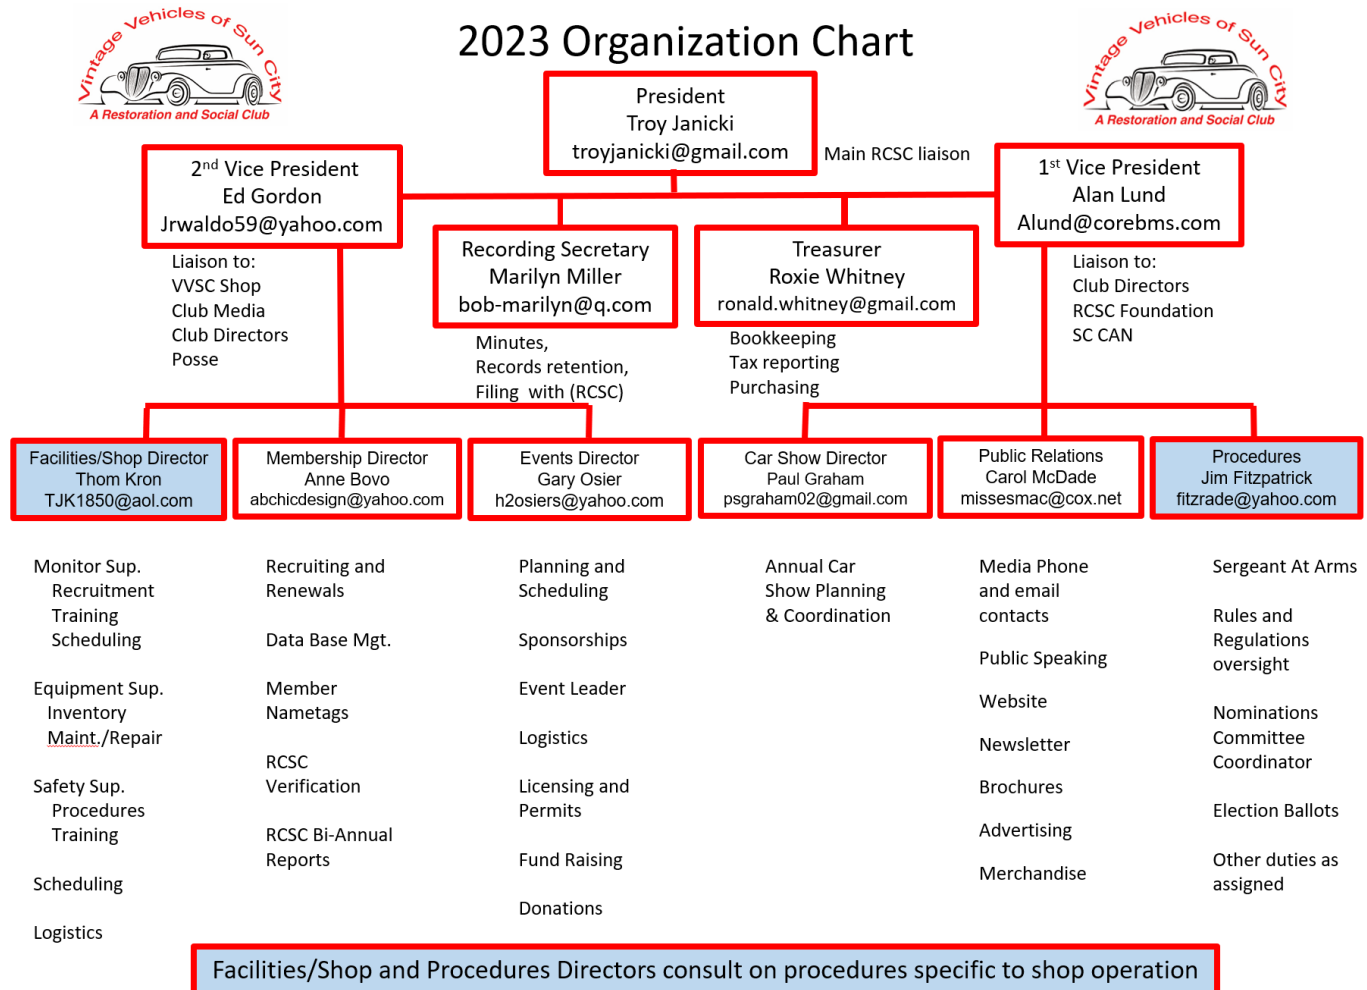 Vintage Vehicles of Sun City
A Restoration and Social Club
2023 Organization Chart
Vintage Vehicles of Sun City
A Restoration and Social Club
President
Troy Janicki
troyjanicki@gmail.com
Main RCSC liaison
2nd Vice President
Ed Gordon
Jrwaldo59@yahoo.com
Liaison to:
VVSC Shop
Club Media
Club Directors
Posse
Recording Secretary
Marilyn Miller
bob-marilyn@q.com
Minutes,
Records retention,
Filing with (RCSC)
Treasurer
Roxie Whitney
ronald.whitney@gmail.com
Bookkeeping
Tax reporting
Purchasing
1st Vice President
Alan Lund
Alund@corebms.com
Liaison to:
Club Directors
RCSC Foundation
SC CAN
Facilities/Shop Director
Thom Kron
TJK1850@aol.com
Monitor Sup.
Recruitment
Training
Scheduling
Equipment Sup.
Inventory
Maint./Repair
Safety Sup.
Procedures
Training
Scheduling
Logistics
Membership Director
Anne Bovo
abchicdesign@yahoo.com
Recruiting and
Renewals
Data Base Mgt.
Member
Nametags
RCSC
Verification
RCSC Bi-Annual
Reports
Events Director
Gary Osier
h2osiers@yahoo.com
Planning and
Scheduling
Sponsorships
Event Leader
Logistics
Licensing and
Permits
Fund Raising
Donations
Car Show Director
Paul Graham
psgraham02@gmail.com
Annual Car
Show Planning
& Coordination
Public Relations
Carol McDade
missesmac@cox.net
Media Phone
and email
contacts
Public Speaking
Website
Newsletter
Brochures
Advertising
Merchandise
Procedures
Jim Fitzpatrick
fitzrade@yahoo.com
Sergeant At Arms
Rules and
Regulations
oversight
Nominations
Committee
Coordinator
Election Ballots
Other duties as
assigned
Facilities/Shop and Procedures Directors consult on procedures specific to shop operation